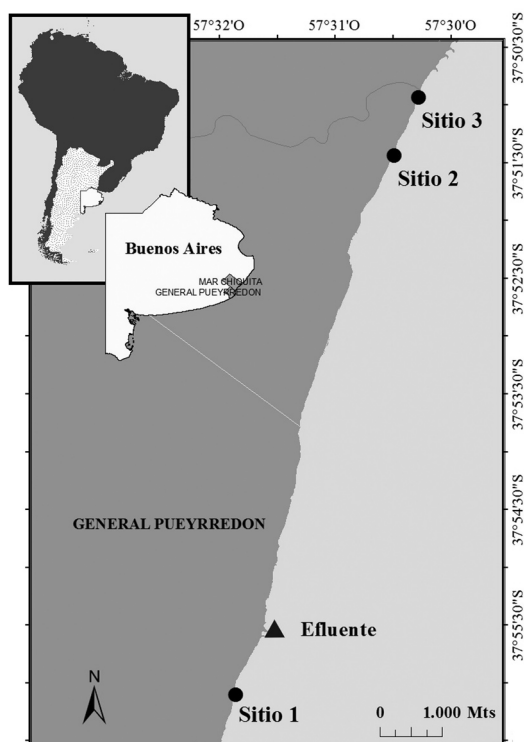 57°32'O 57°31'O 57°30'O
37°50'30"S
Sitio 3
37°51'30"S
Sitio 2
Buenos Aires
37°52'30"S
MAR CHIQUITA
GENERAL PUEYRREDON
37°53'30"S
37°54'30"S
GENERAL PUEYRREDON
37°55'30"S
Efluente
N
Sitio 1
0 1.000 Mts